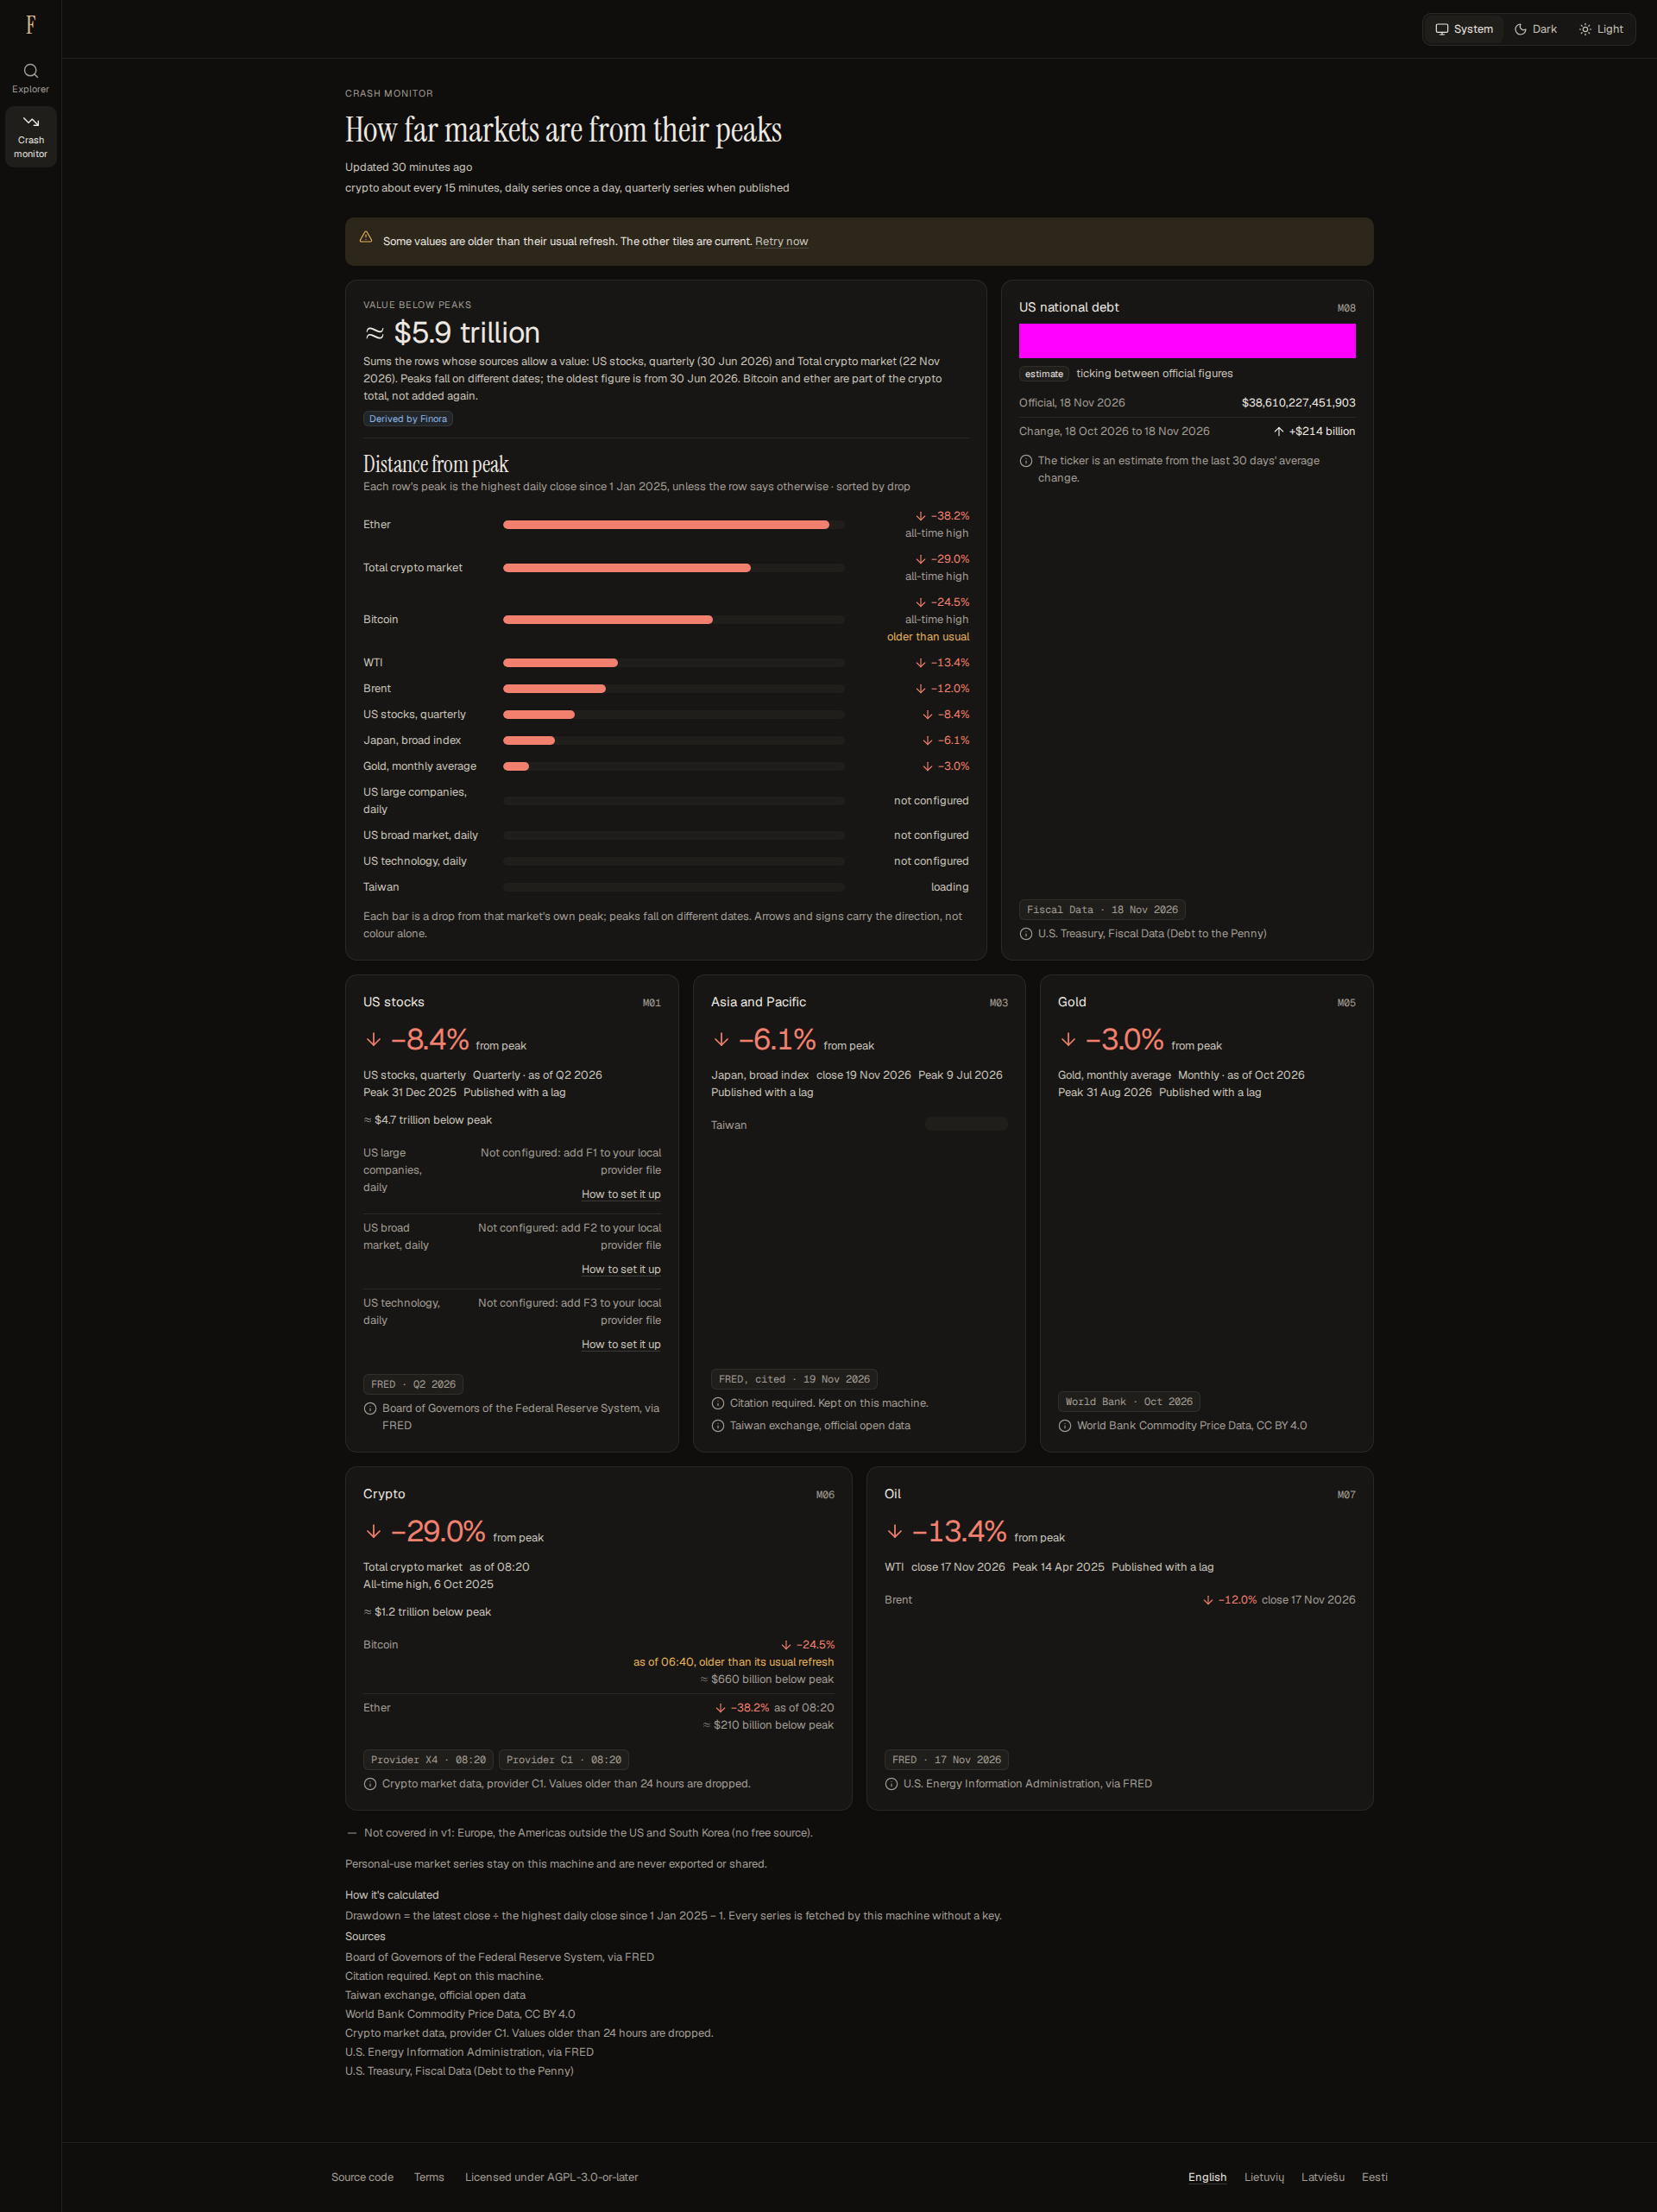 F
Explorer
Crash
monitor
System
Dark
Light
CRASH MONITOR
How far markets are from their peaks
Updated 30 minutes ago
crypto about every 15 minutes, daily series once a day, quarterly series when published
Some values are older than their usual refresh. The other tiles are current. Retry now
VALUE BELOW PEAKS
≈ $5.9 trillion
Sums the rows whose sources allow a value: US stocks, quarterly (30 Jun 2026) and Total crypto market (22 Nov
2026). Peaks fall on different dates; the oldest figure is from 30 Jun 2026. Bitcoin and ether are part of the crypto
total, not added again.
Derived by Finora
Distance from peak
Each row's peak is the highest daily close since 1 Jan 2025, unless the row says otherwise · sorted by drop
Ether
↓ −38.2%
all-time high
Total crypto market
↓ −29.0%
all-time high
Bitcoin
↓ −24.5%
all-time high
older than usual
WTI
↓ −13.4%
Brent
↓ −12.0%
US stocks, quarterly
↓ −8.4%
Japan, broad index
↓ −6.1%
Gold, monthly average
↓ −3.0%
US large companies,
daily
not configured
US broad market, daily
not configured
US technology, daily
not configured
Taiwan
loading
Each bar is a drop from that market's own peak; peaks fall on different dates. Arrows and signs carry the direction, not
colour alone.
US national debt
M08
estimate ticking between official figures
Official, 18 Nov 2026
$38,610,227,451,903
Change, 18 Oct 2026 to 18 Nov 2026
↑ +$214 billion
The ticker is an estimate from the last 30 days' average
change.
Fiscal Data · 18 Nov 2026
U.S. Treasury, Fiscal Data (Debt to the Penny)
US stocks
M01
↓ −8.4% from peak
US stocks, quarterly Quarterly · as of Q2 2026
Peak 31 Dec 2025 Published with a lag
≈ $4.7 trillion below peak
US large
companies,
daily
Not configured: add F1 to your local
provider file
How to set it up
US broad
market, daily
Not configured: add F2 to your local
provider file
How to set it up
US technology,
daily
Not configured: add F3 to your local
provider file
How to set it up
FRED · Q2 2026
Board of Governors of the Federal Reserve System, via
FRED
Asia and Pacific
M03
↓ −6.1% from peak
Japan, broad index close 19 Nov 2026 Peak 9 Jul 2026
Published with a lag
Taiwan
FRED, cited · 19 Nov 2026
Citation required. Kept on this machine.
Taiwan exchange, official open data
Gold
M05
↓ −3.0% from peak
Gold, monthly average Monthly · as of Oct 2026
Peak 31 Aug 2026 Published with a lag
World Bank · Oct 2026
World Bank Commodity Price Data, CC BY 4.0
Crypto
M06
↓ −29.0% from peak
Total crypto market as of 08:20
All-time high, 6 Oct 2025
≈ $1.2 trillion below peak
Bitcoin
↓ −24.5%
as of 06:40, older than its usual refresh
≈ $660 billion below peak
Ether
↓ −38.2% as of 08:20
≈ $210 billion below peak
Provider X4 · 08:20
Provider C1 · 08:20
Crypto market data, provider C1. Values older than 24 hours are dropped.
Oil
M07
↓ −13.4% from peak
WTI close 17 Nov 2026 Peak 14 Apr 2025 Published with a lag
Brent
↓ −12.0% close 17 Nov 2026
FRED · 17 Nov 2026
U.S. Energy Information Administration, via FRED
— Not covered in v1: Europe, the Americas outside the US and South Korea (no free source).
Personal-use market series stay on this machine and are never exported or shared.
How it's calculated
Drawdown = the latest close ÷ the highest daily close since 1 Jan 2025 − 1. Every series is fetched by this machine without a key.
Sources
Board of Governors of the Federal Reserve System, via FRED
Citation required. Kept on this machine.
Taiwan exchange, official open data
World Bank Commodity Price Data, CC BY 4.0
Crypto market data, provider C1. Values older than 24 hours are dropped.
U.S. Energy Information Administration, via FRED
U.S. Treasury, Fiscal Data (Debt to the Penny)
Source code
Terms
Licensed under AGPL-3.0-or-later
English
Lietuvių
Latviešu
Eesti